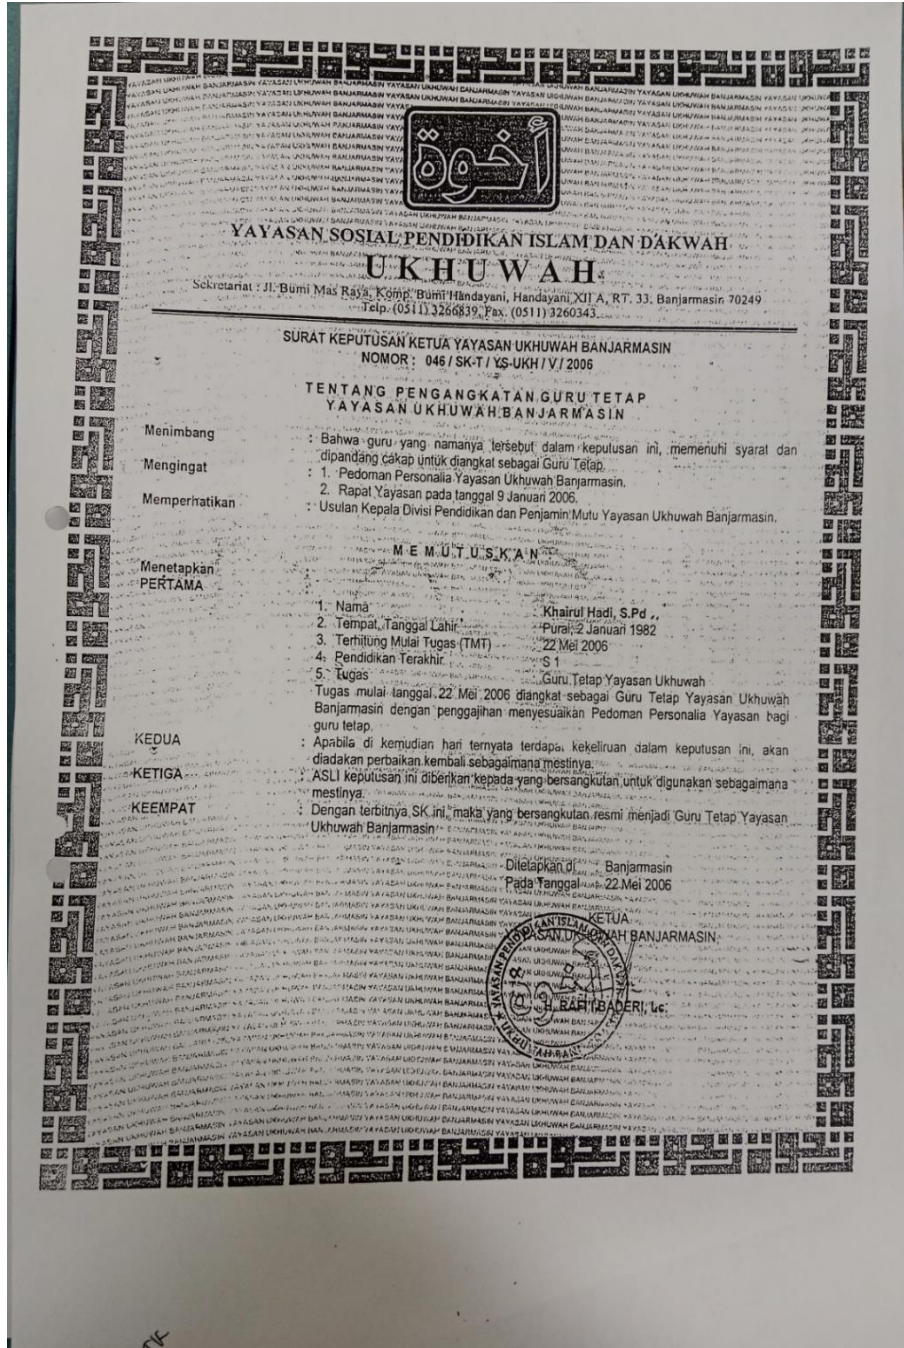 أخوة
YAYASAN SOSIAL PENDIDIKAN ISLAM DAN DAKWAH
UKHUWAH
Sekretariat : Jl. Bumi Mas Raya, Komp. Bumi Handayani, Handayani XII A, RT. 33. Banjarmasin 70249
Telp. (0511) 3266839, Fax. (0511) 3260343
SURAT KEPUTUSAN KETUA YAYASAN UKHUWAH BANJARMASIN
NOMOR : 046 / SK-T / YS-UKH / V / 2006
TENTANG PENGANGKATAN GURU TETAP
YAYASAN UKHUWAH BANJARMASIN
Menimbang : Bahwa guru yang namanya tersebut dalam keputusan ini, memenuhi syarat dan
dipandang cakap untuk diangkat sebagai Guru Tetap.
Mengingat : 1. Pedoman Personalia Yayasan Ukhuwah Banjarmasin.
2. Rapat Yayasan pada tanggal 9 Januari 2006.
Memperhatikan : Usulan Kepala Divisi Pendidikan dan Penjamin Mutu Yayasan Ukhuwah Banjarmasin.
MEMUTUSKAN
Menetapkan
PERTAMA :
1. Nama : Khairul Hadi, S.Pd
2. Tempat, Tanggal Lahir : Purai, 2 Januari 1982
3. Terhitung Mulai Tugas (TMT) : 22 Mei 2006
4. Pendidikan Terakhir : S 1
5. Tugas : Guru Tetap Yayasan Ukhuwah
Tugas mulai tanggal 22 Mei 2006 diangkat sebagai Guru Tetap Yayasan Ukhuwah
Banjarmasin dengan penggajihan menyesuaikan Pedoman Personalia Yayasan bagi
guru tetap.
KEDUA : Apabila di kemudian hari ternyata terdapat kekeliruan dalam keputusan ini, akan
diadakan perbaikan kembali sebagaimana mestinya.
KETIGA : ASLI keputusan ini diberikan kepada yang bersangkutan untuk digunakan sebagaimana
mestinya.
KEEMPAT : Dengan terbitnya SK ini, maka yang bersangkutan resmi menjadi Guru Tetap Yayasan
Ukhuwah Banjarmasin
Ditetapkan di : Banjarmasin
Pada Tanggal : 22 Mei 2006
KETUA
YAYASAN UKHUWAH BANJARMASIN
H. BADERI, Lc.